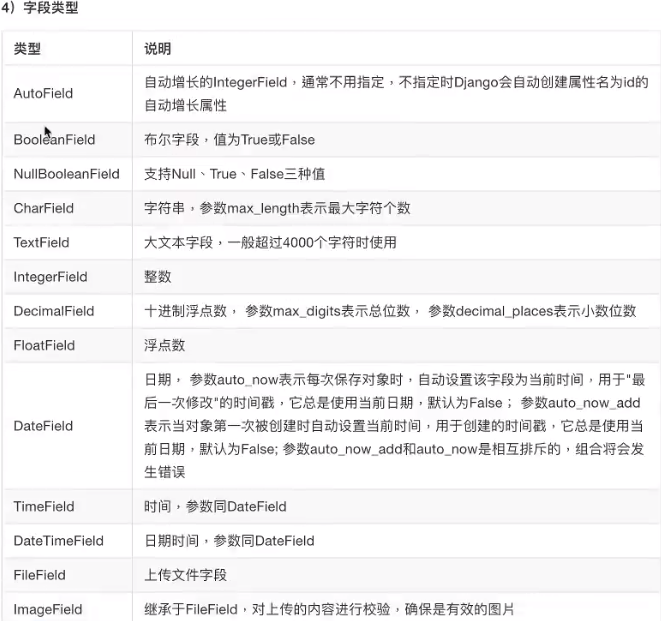 4）字段类型
类型 说明
AutoField 自动增长的IntegerField，通常不用指定，不指定时Django会自动创建属性名为id的
自动增长属性
BooleanField 布尔字段，值为True或False
NullBooleanField 支持Null、True、False三种值
CharField 字符串，参数max_length表示最大字符个数
TextField 大文本字段，一般超过4000个字符时使用
IntegerField 整数
DecimalField 十进制浮点数， 参数max_digits表示总位数， 参数decimal_places表示小数位数
FloatField 浮点数
DateField 日期， 参数auto_now表示每次保存对象时，自动设置该字段为当前时间，用于"最
后一次修改"的时间戳，它总是使用当前日期，默认为False； 参数auto_now_add
表示当对象第一次被创建时自动设置当前时间，用于创建的时间戳，它总是使用当
前日期，默认为False; 参数auto_now_add和auto_now是相互排斥的，组合将会发
生错误
TimeField 时间，参数同DateField
DateTimeField 日期时间，参数同DateField
FileField 上传文件字段
ImageField 继承于FileField，对上传的内容进行校验，确保是有效的图片